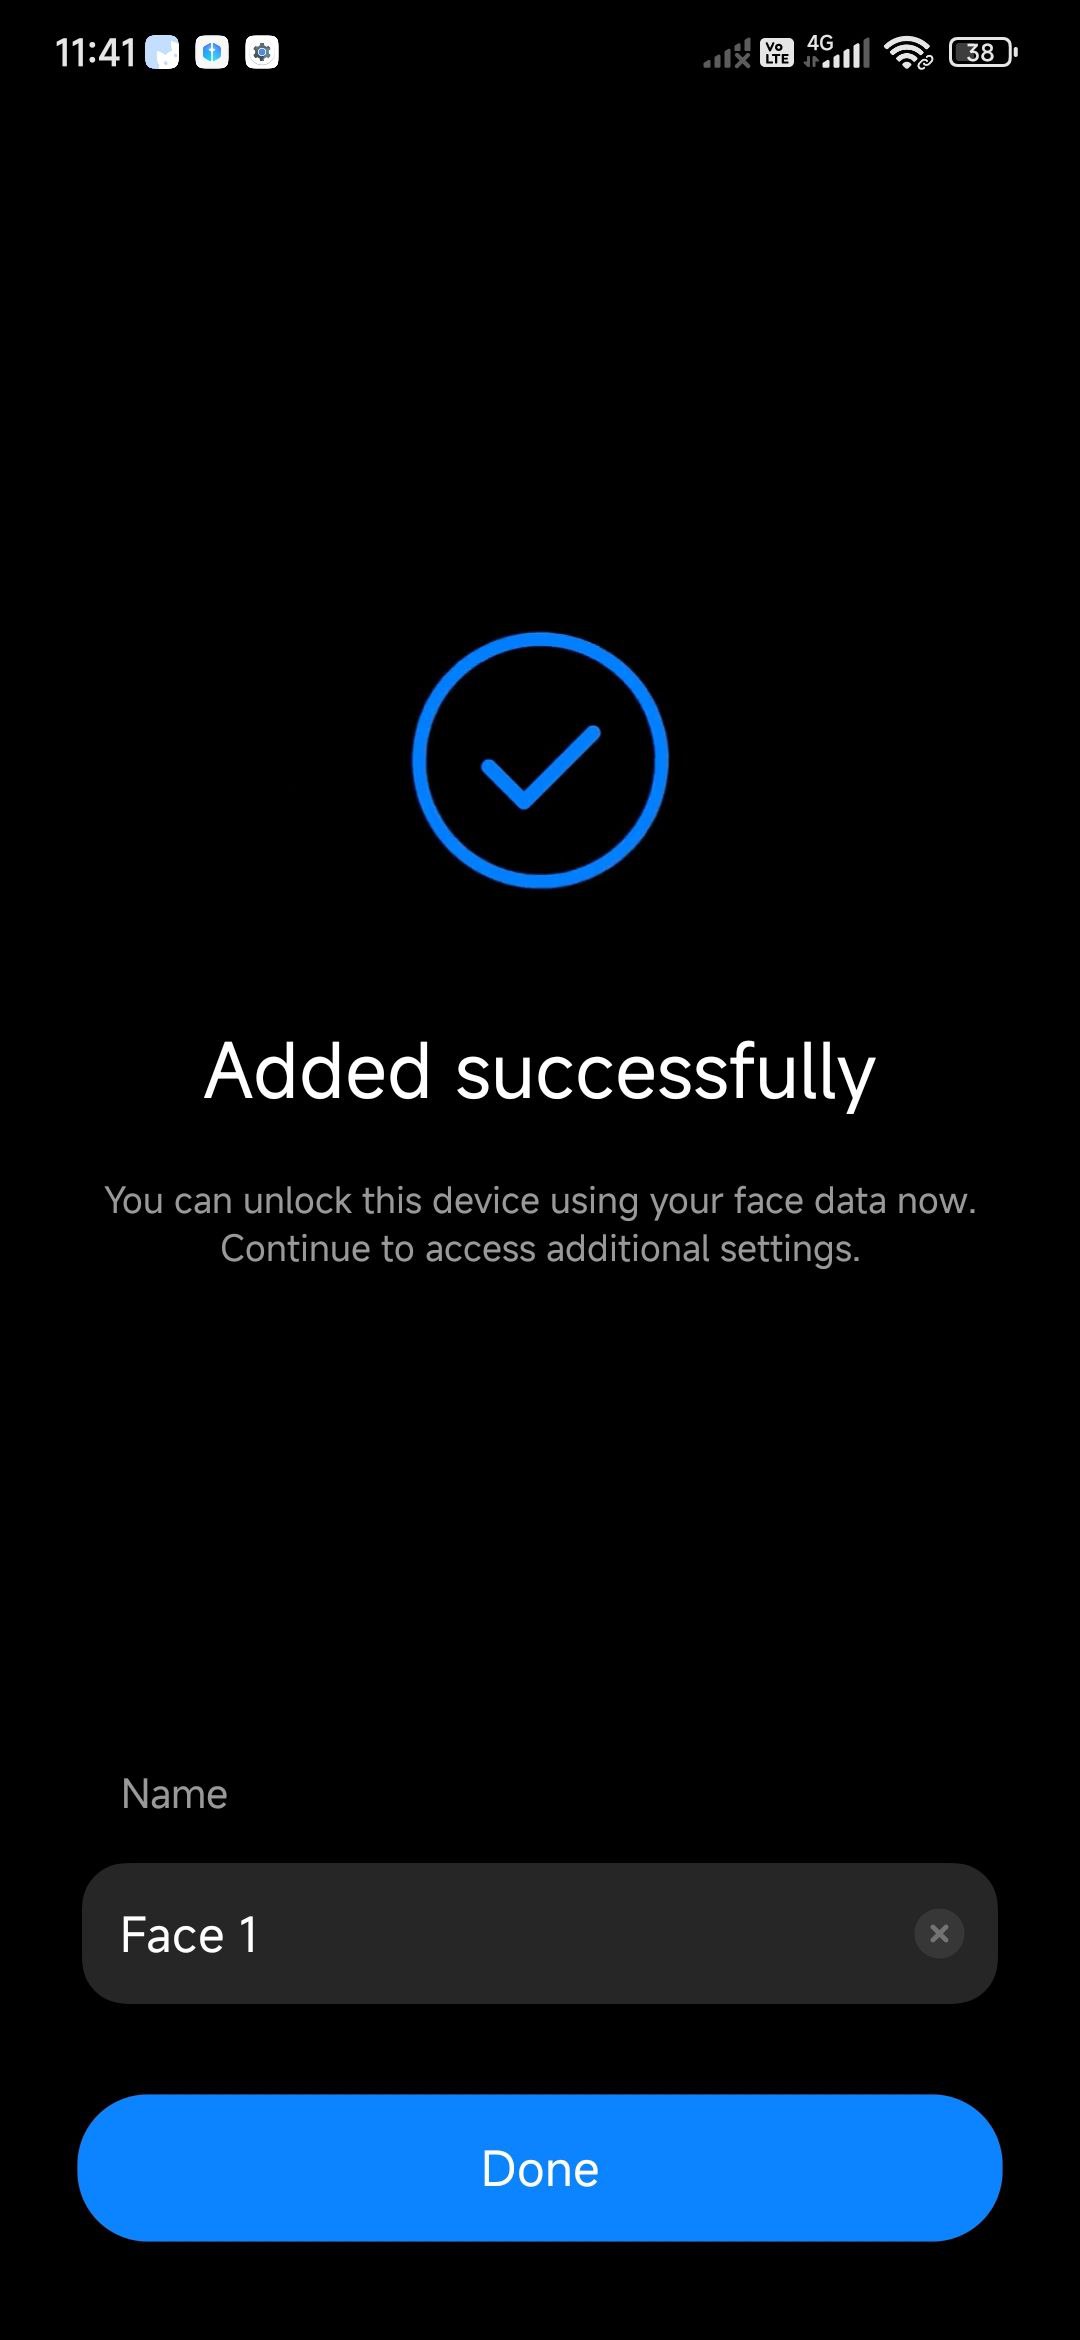 11:41
Vo
LTE
4G
38
Added successfully
You can unlock this device using your face data now.
Continue to access additional settings.
Name
Face 1
Done